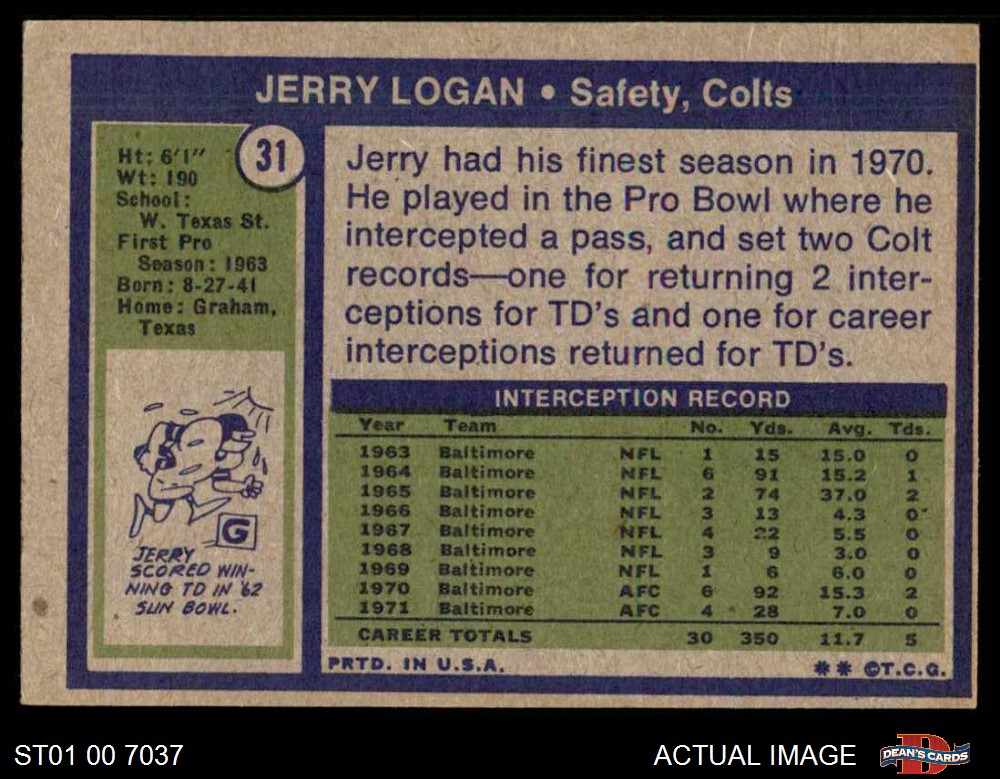 JERRY LOGAN • Safety, Colts
31
Ht: 6'1"
Wt: 190
School:
W. Texas St.
First Pro
Season: 1963
Born: 8-27-41
Home: Graham,
Texas
G
JERRY
SCORED WIN-
NING TD IN '62
SUN BOWL.
Jerry had his finest season in 1970.
He played in the Pro Bowl where he
intercepted a pass, and set two Colt
records—one for returning 2 inter-
ceptions for TD's and one for career
interceptions returned for TD's.
INTERCEPTION RECORD
Year Team No. Yds. Avg. Tds.
1963 Baltimore NFL 1 15 15.0 0
1964 Baltimore NFL 6 91 15.2 1
1965 Baltimore NFL 2 74 37.0 2
1966 Baltimore NFL 3 13 4.3 0
1967 Baltimore NFL 4 22 5.5 0
1968 Baltimore NFL 3 9 3.0 0
1969 Baltimore NFL 1 6 6.0 0
1970 Baltimore AFC 6 92 15.3 2
1971 Baltimore AFC 4 28 7.0 0
CAREER TOTALS 30 350 11.7 5
PRTD. IN U.S.A. ** ©T.C.G.
ST01 00 7037 ACTUAL IMAGE DEAN'S CARDS